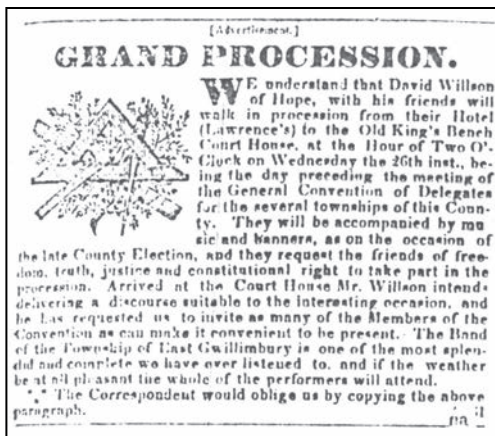 [Advertisement.]
GRAND PROCESSION.
WE understand that David Willson
of Hope, with his friends will
walk in procession from their Hotel
(Lawrence's) to the Old King's Bench
Court House, at the Hour of Two O'-
Clock on Wednesday the 26th inst., be-
ing the day preceding the meeting of
the General Convention of Delegates
for the several townships of this Coun-
ty. They will be accompanied by mu
sic and banners, as on the occasion of
the late County Election, and they request the friends of free-
dom, truth, justice and constitutional right to take part in the
procession. Arrived at the Court House Mr. Willson intends
delivering a discourse suitable to the interesting occasion, and
he has requested us to invite as many of the Members of the
Convention as can make it convenient to be present. The Band
of the Township of East Gwillimbury is one of the most splen-
did and complete we have ever listened to, and if the weather
be at all pleasant the whole of the performers will attend.
*** The Correspondent would oblige us by copying the above
paragraph.